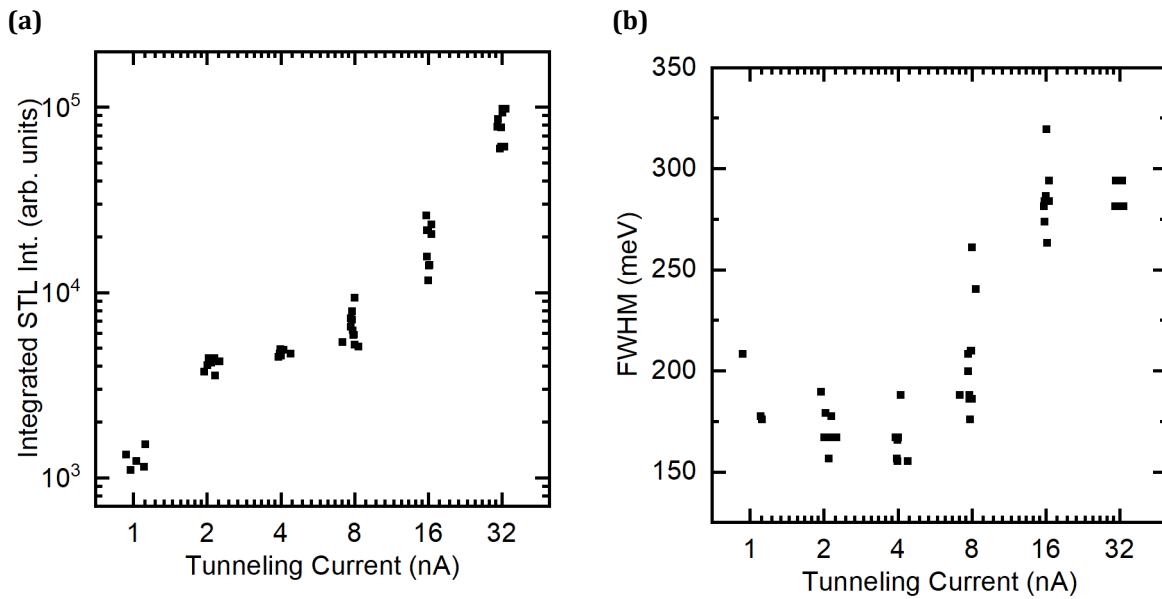 (a)
Integrated STL Int. (arb. units)
10^5
10^4
10^3
1 2 4 8 16 32
Tunneling Current (nA)
(b)
FWHM (meV)
350
300
250
200
150
1 2 4 8 16 32
Tunneling Current (nA)